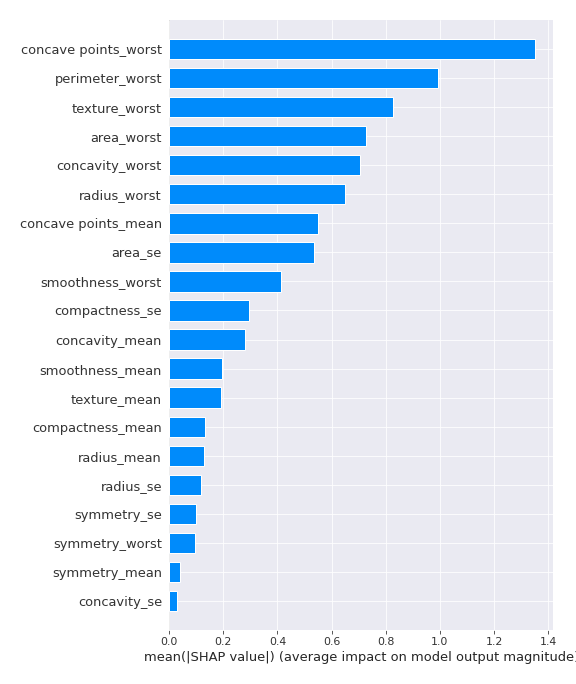 concave points_worst
perimeter_worst
texture_worst
area_worst
concavity_worst
radius_worst
concave points_mean
area_se
smoothness_worst
compactness_se
concavity_mean
smoothness_mean
texture_mean
compactness_mean
radius_mean
radius_se
symmetry_se
symmetry_worst
symmetry_mean
concavity_se
0.0 0.2 0.4 0.6 0.8 1.0 1.2 1.4
mean(|SHAP value|) (average impact on model output magnitude)